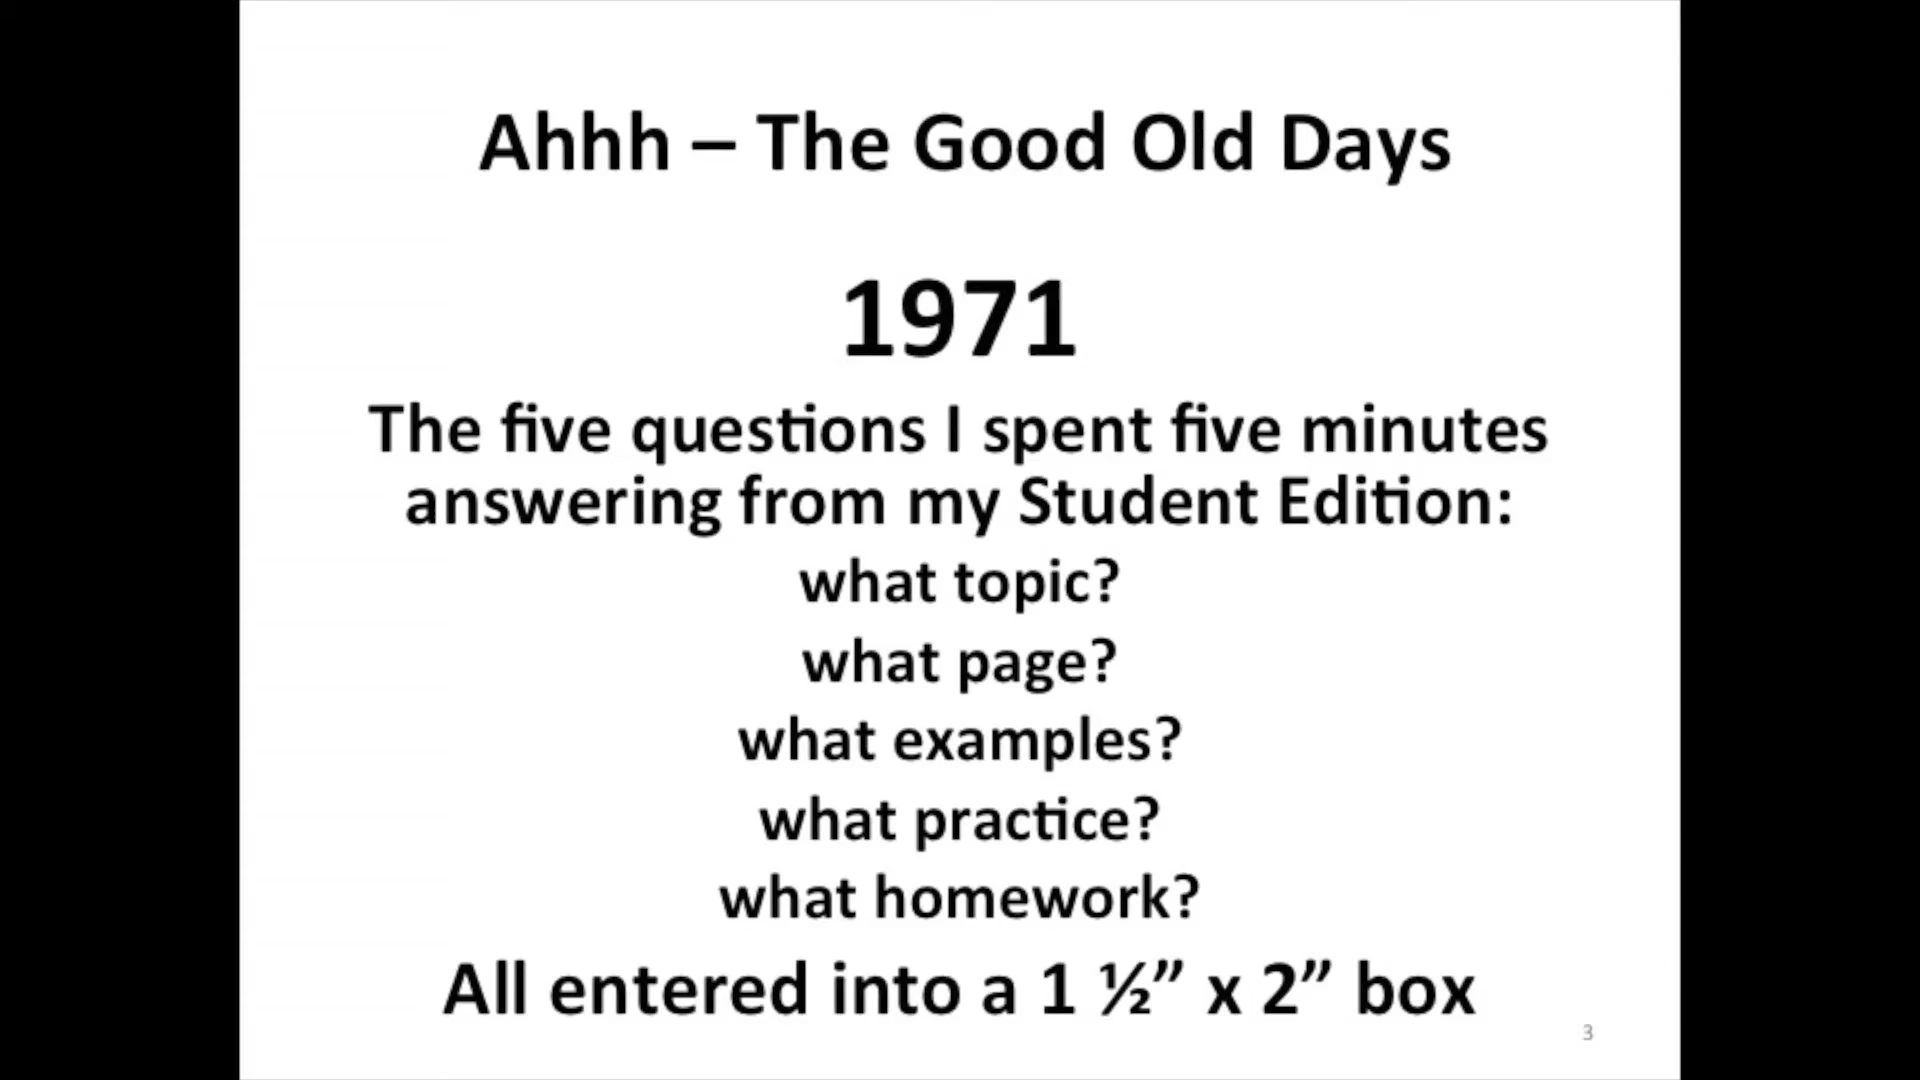 Ahhh – The Good Old Days
1971
The five questions I spent five minutes
answering from my Student Edition:
what topic?
what page?
what examples?
what practice?
what homework?
All entered into a 1 ½” x 2” box
3